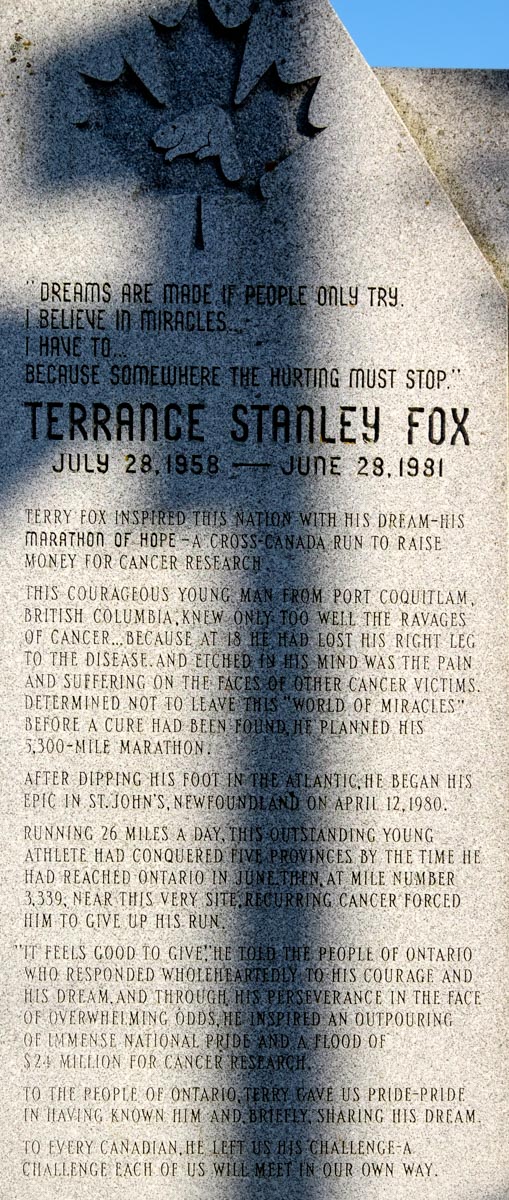 "DREAMS ARE MADE IF PEOPLE ONLY TRY.
I BELIEVE IN MIRACLES...
I HAVE TO...
BECAUSE SOMEWHERE THE HURTING MUST STOP."
TERRANCE STANLEY FOX
JULY 28, 1958 — JUNE 28, 1981
TERRY FOX INSPIRED THIS NATION WITH HIS DREAM-HIS
MARATHON OF HOPE - A CROSS-CANADA RUN TO RAISE
MONEY FOR CANCER RESEARCH.
THIS COURAGEOUS YOUNG MAN FROM PORT COQUITLAM,
BRITISH COLUMBIA, KNEW ONLY TOO WELL THE RAVAGES
OF CANCER...BECAUSE AT 18 HE HAD LOST HIS RIGHT LEG
TO THE DISEASE. AND ETCHED IN HIS MIND WAS THE PAIN
AND SUFFERING ON THE FACES OF OTHER CANCER VICTIMS.
DETERMINED NOT TO LEAVE THIS "WORLD OF MIRACLES"
BEFORE A CURE HAD BEEN FOUND, HE PLANNED HIS
5,300-MILE MARATHON.
AFTER DIPPING HIS FOOT IN THE ATLANTIC, HE BEGAN HIS
EPIC IN ST. JOHN'S, NEWFOUNDLAND ON APRIL 12, 1980.
RUNNING 26 MILES A DAY, THIS OUTSTANDING YOUNG
ATHLETE HAD CONQUERED FIVE PROVINCES BY THE TIME HE
HAD REACHED ONTARIO IN JUNE. THEN, AT MILE NUMBER
3,339, NEAR THIS VERY SITE, RECURRING CANCER FORCED
HIM TO GIVE UP HIS RUN.
"IT FEELS GOOD TO GIVE", HE TOLD THE PEOPLE OF ONTARIO
WHO RESPONDED WHOLEHEARTEDLY TO HIS COURAGE AND
HIS DREAM. AND THROUGH HIS PERSEVERANCE IN THE FACE
OF OVERWHELMING ODDS, HE INSPIRED AN OUTPOURING
OF IMMENSE NATIONAL PRIDE AND A FLOOD OF
$24 MILLION FOR CANCER RESEARCH.
TO THE PEOPLE OF ONTARIO, TERRY GAVE US PRIDE-PRIDE
IN HAVING KNOWN HIM AND, BRIEFLY, SHARING HIS DREAM.
TO EVERY CANADIAN, HE LEFT US HIS CHALLENGE-A
CHALLENGE EACH OF US WILL MEET IN OUR OWN WAY.